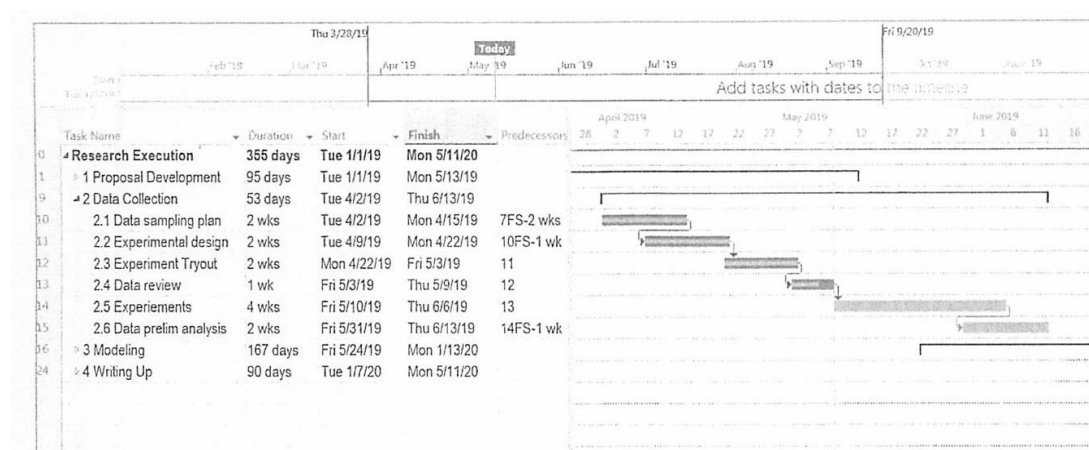 Thu 3/28/19 Fri 9/20/19
Today
Feb '19 Mar '19 Apr '19 May '19 Jun '19 Jul '19 Aug '19 Sep '19
Add tasks with dates to the timeline
April 2019 May 2019 June 2019
Task Name Duration Start Finish Predecessors 28 2 7 12 17 22 27 2 7 12 17 22 27 1 6 11 16
0 Research Execution 355 days Tue 1/1/19 Mon 5/11/20
1 1 Proposal Development 95 days Tue 1/1/19 Mon 5/13/19
9 2 Data Collection 53 days Tue 4/2/19 Thu 6/13/19
10 2.1 Data sampling plan 2 wks Tue 4/2/19 Mon 4/15/19 7FS-2 wks
11 2.2 Experimental design 2 wks Tue 4/9/19 Mon 4/22/19 10FS-1 wk
12 2.3 Experiment Tryout 2 wks Mon 4/22/19 Fri 5/3/19 11
13 2.4 Data review 1 wk Fri 5/3/19 Thu 5/9/19 12
14 2.5 Experiements 4 wks Fri 5/10/19 Thu 6/6/19 13
15 2.6 Data prelim analysis 2 wks Fri 5/31/19 Thu 6/13/19 14FS-1 wk
16 3 Modeling 167 days Fri 5/24/19 Mon 1/13/20
24 4 Writing Up 90 days Tue 1/7/20 Mon 5/11/20